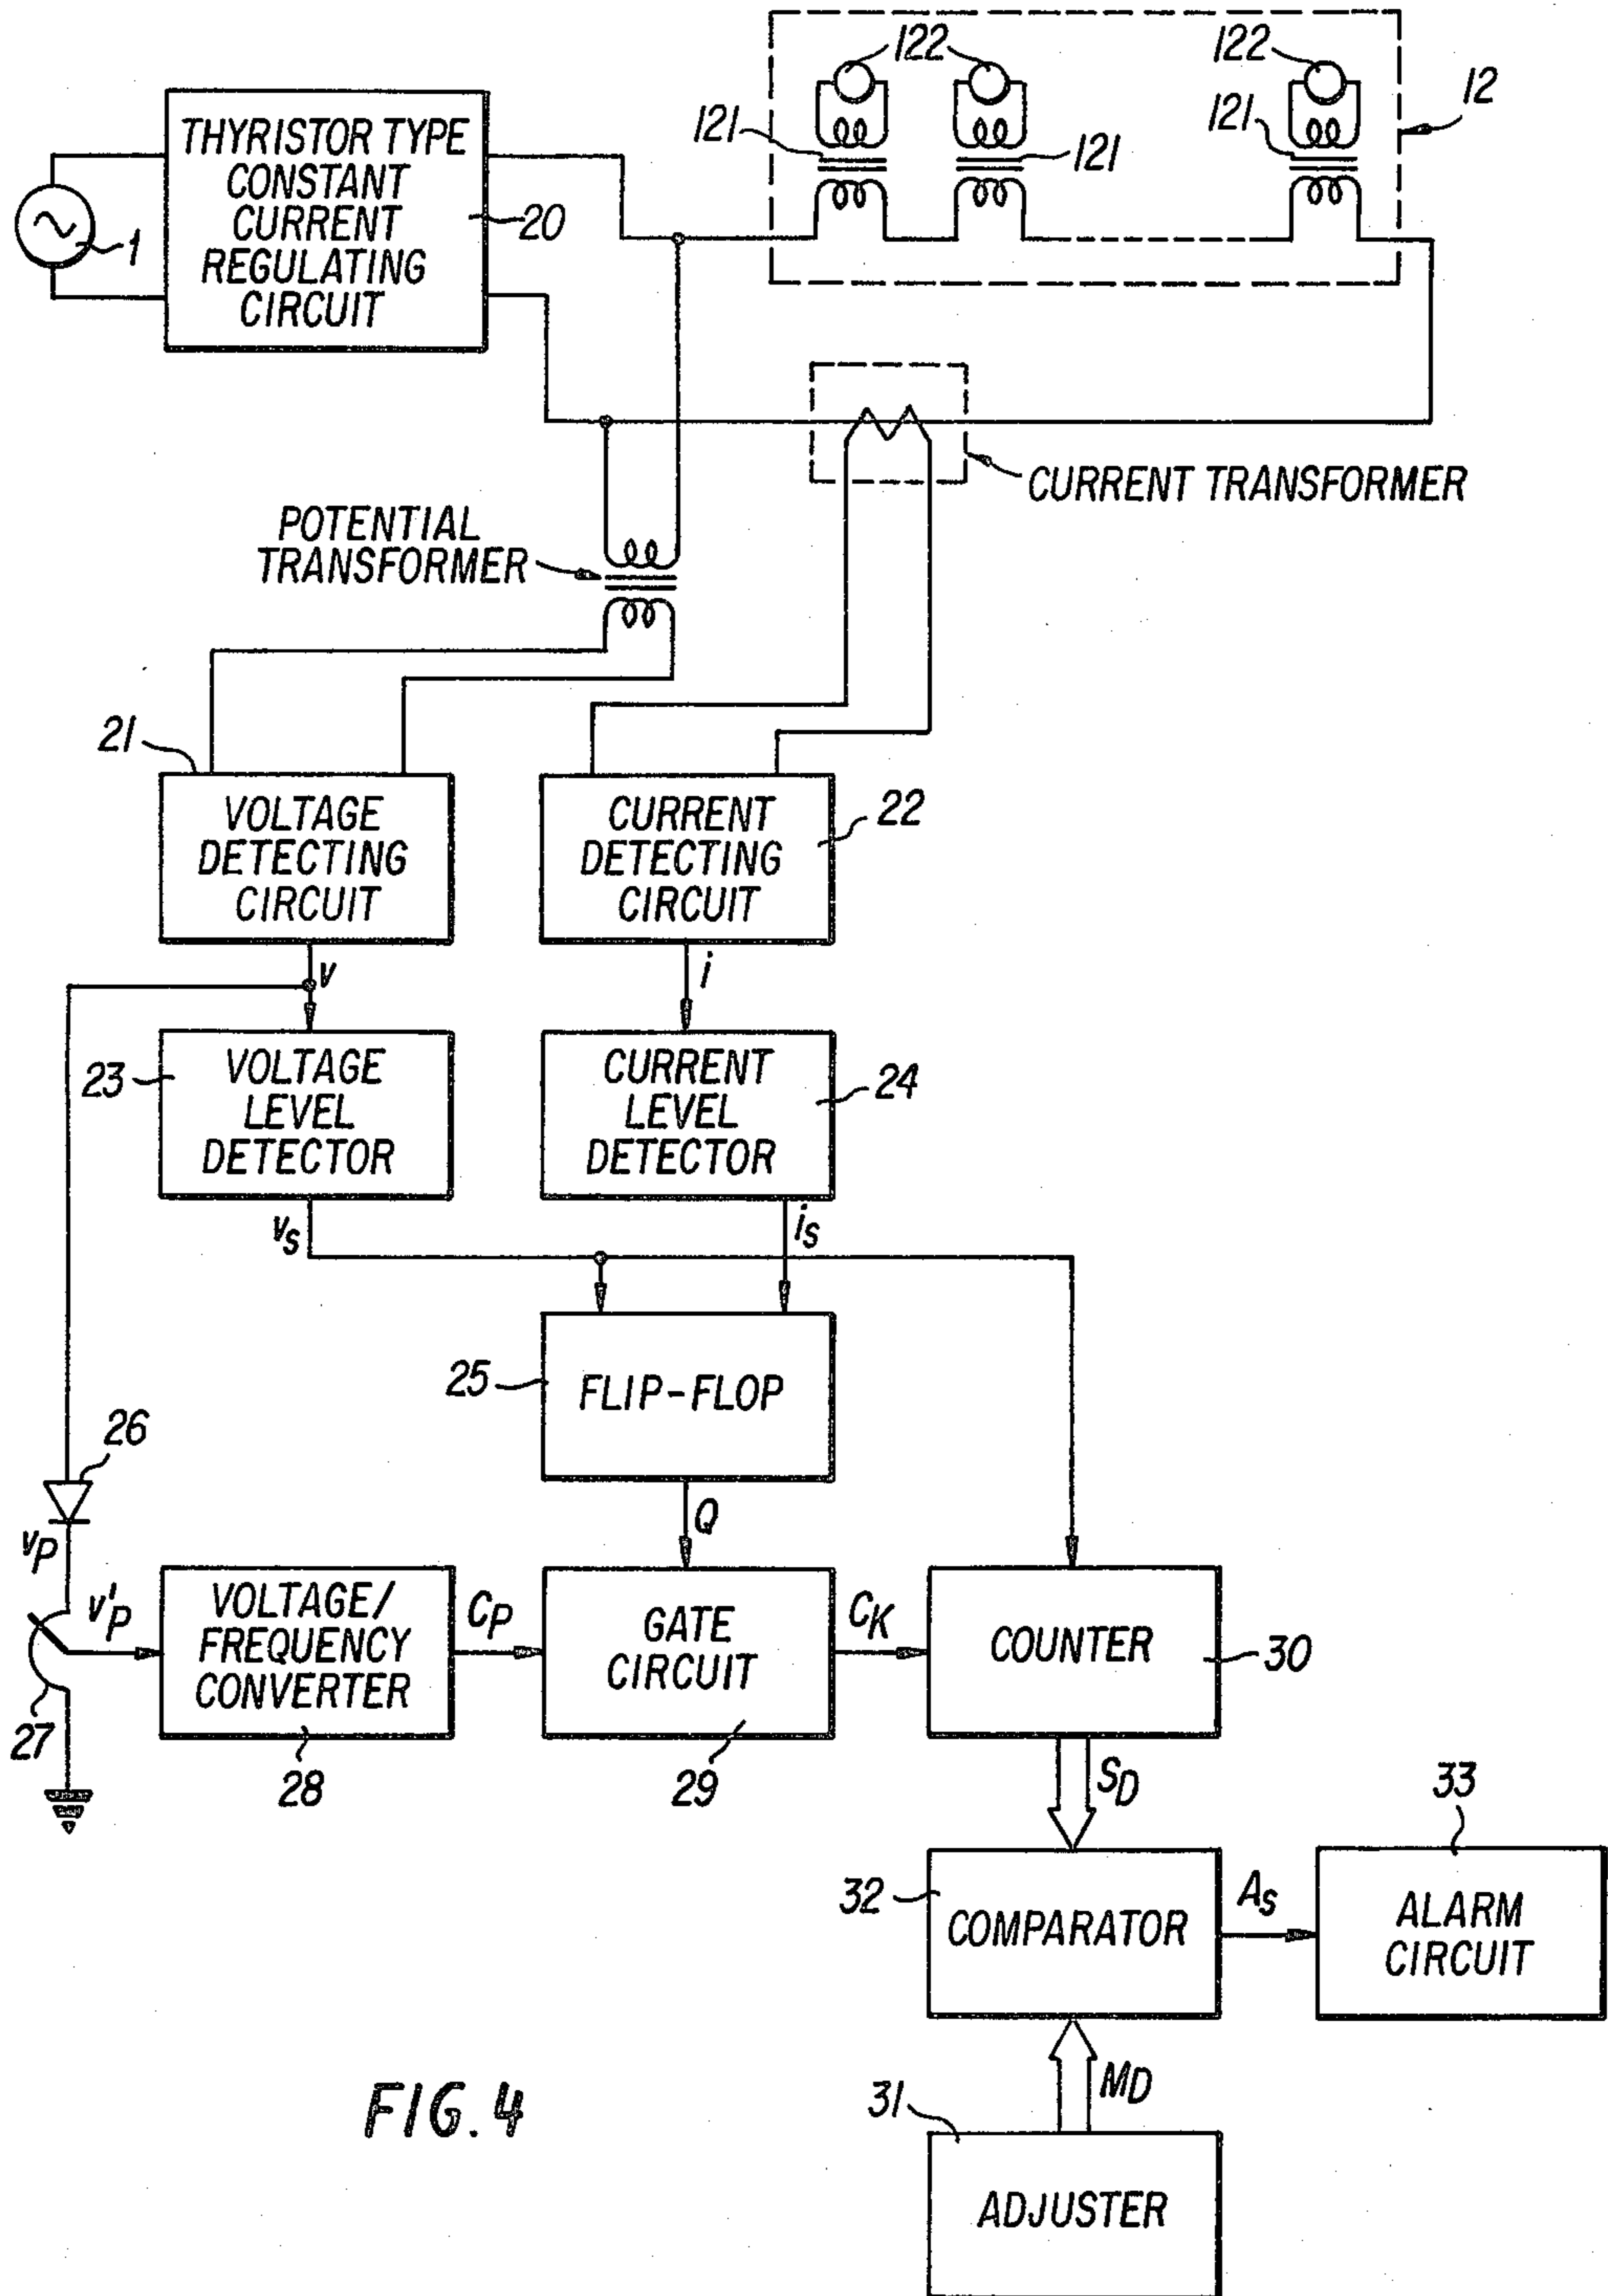 122
122
12
121
121
121
THYRISTOR TYPE
CONSTANT
CURRENT
REGULATING
CIRCUIT
20
1
CURRENT TRANSFORMER
POTENTIAL
TRANSFORMER
21
VOLTAGE
DETECTING
CIRCUIT
CURRENT
DETECTING
CIRCUIT
22
v
i
23
VOLTAGE
LEVEL
DETECTOR
CURRENT
LEVEL
DETECTOR
24
vS
iS
25
FLIP-FLOP
26
Q
vP
v'P
VOLTAGE/
FREQUENCY
CONVERTER
CP
GATE
CIRCUIT
CK
COUNTER
30
27
28
29
SD
33
32
COMPARATOR
AS
ALARM
CIRCUIT
MD
31
ADJUSTER
FIG. 4